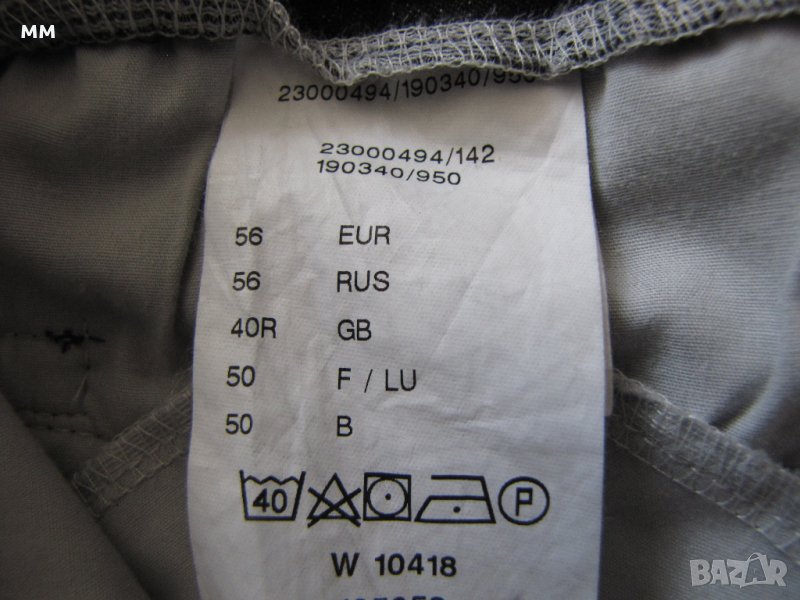 MM
23000494/190340/950
23000494/142
190340/950
56 EUR
56 RUS
40R GB
50 F / LU
50 B
40 P
W 10418
BAZAR